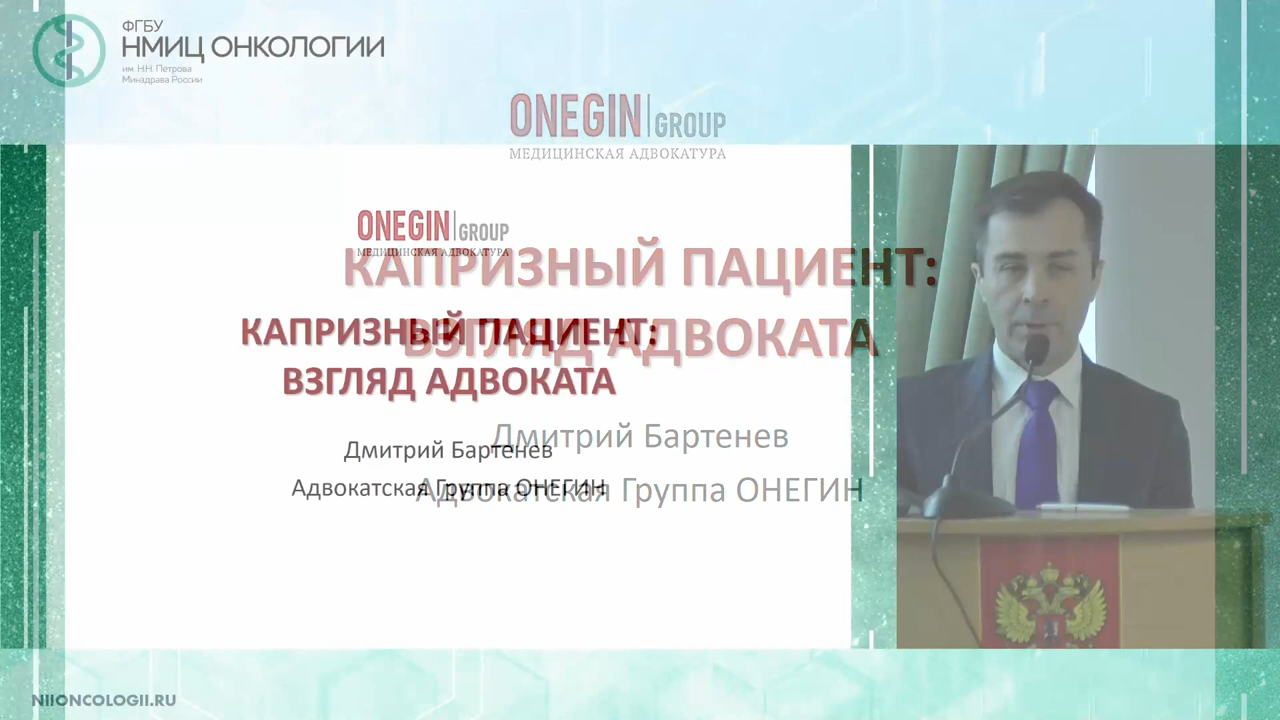 ФГБУ
НМИЦ ОНКОЛОГИИ
им. Н.Н. Петрова
Минздрава России
ONEGIN GROUP
МЕДИЦИНСКАЯ АДВОКАТУРА
ONEGIN GROUP
МЕДИЦИНСКАЯ АДВОКАТУРА
КАПРИЗНЫЙ ПАЦИЕНТ:
ВЗГЛЯД АДВОКАТА
КАПРИЗНЫЙ ПАЦИЕНТ:
ВЗГЛЯД АДВОКАТА
Дмитрий Бартенев
Адвокатская Группа ОНЕГИН
Дмитрий Бартенев
Адвокатская Группа ОНЕГИН
NIIONCOLOGII.RU